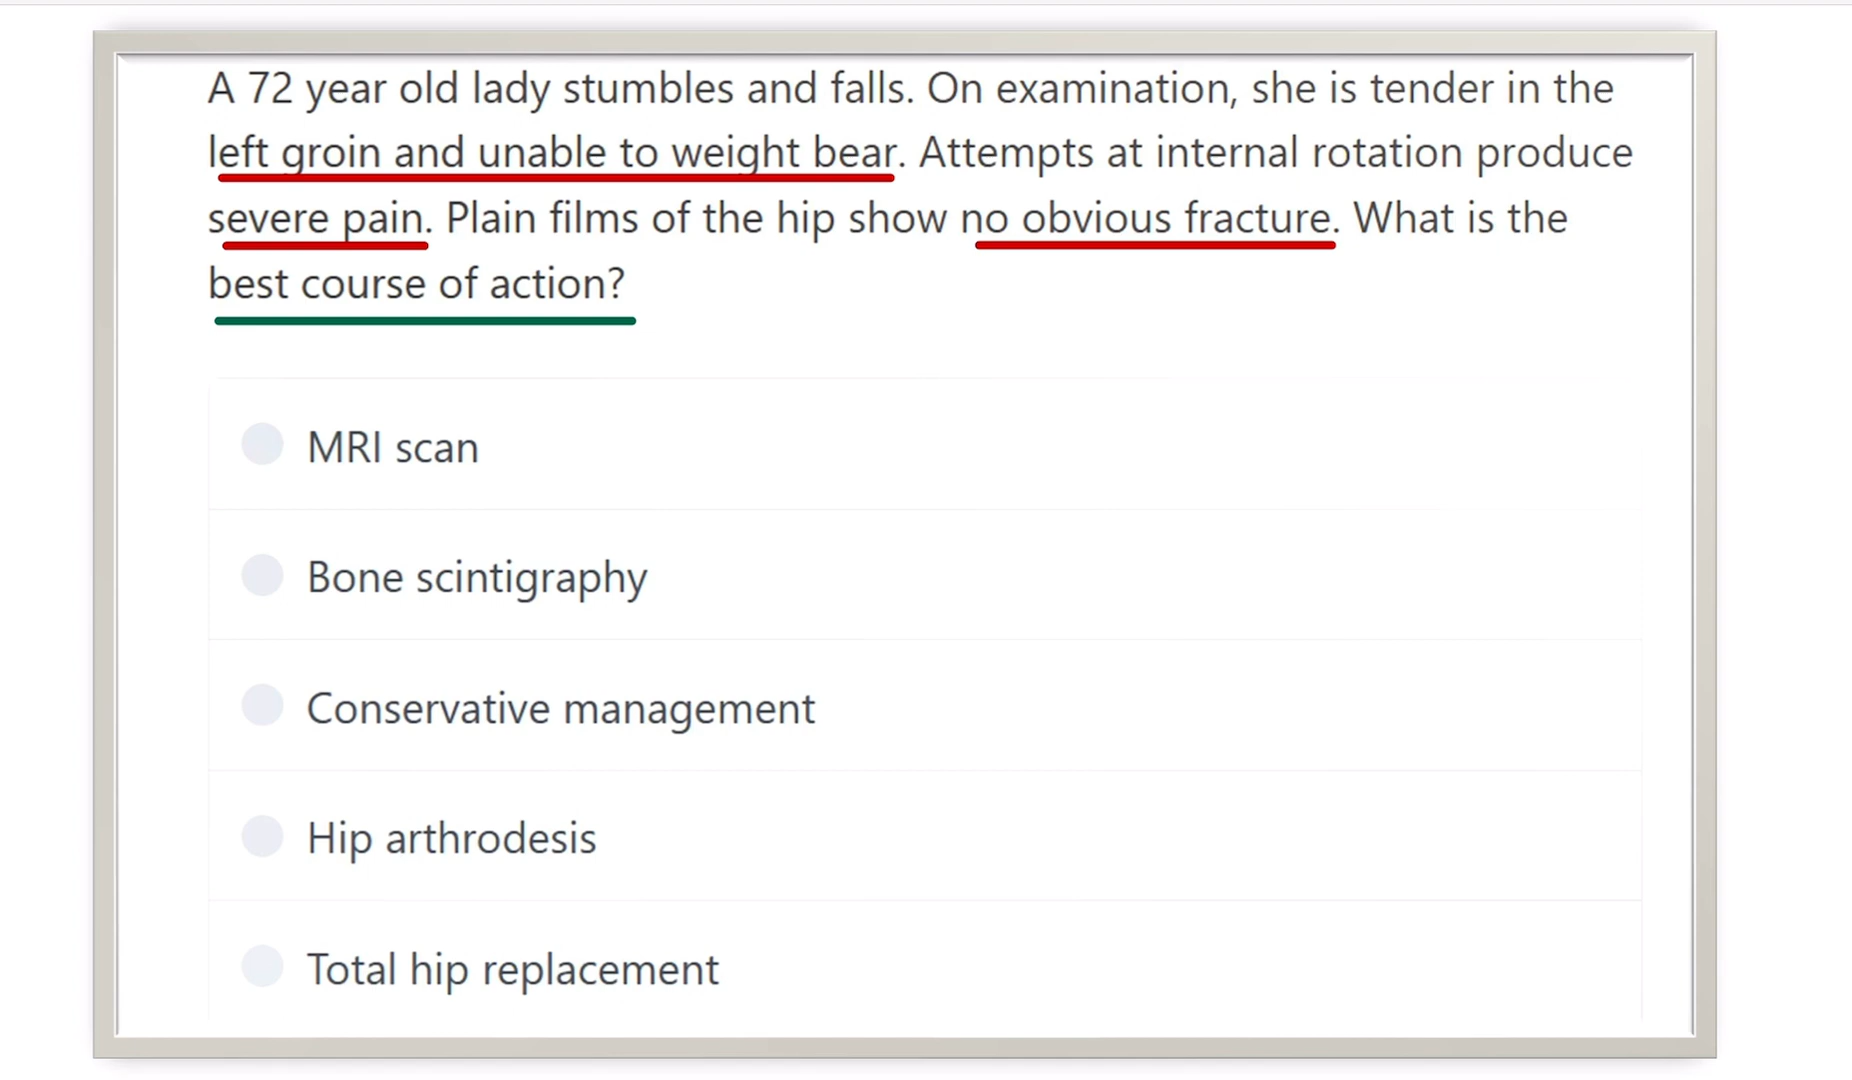 A 72 year old lady stumbles and falls. On examination, she is tender in the
left groin and unable to weight bear. Attempts at internal rotation produce
severe pain. Plain films of the hip show no obvious fracture. What is the
best course of action?
MRI scan
Bone scintigraphy
Conservative management
Hip arthrodesis
Total hip replacement